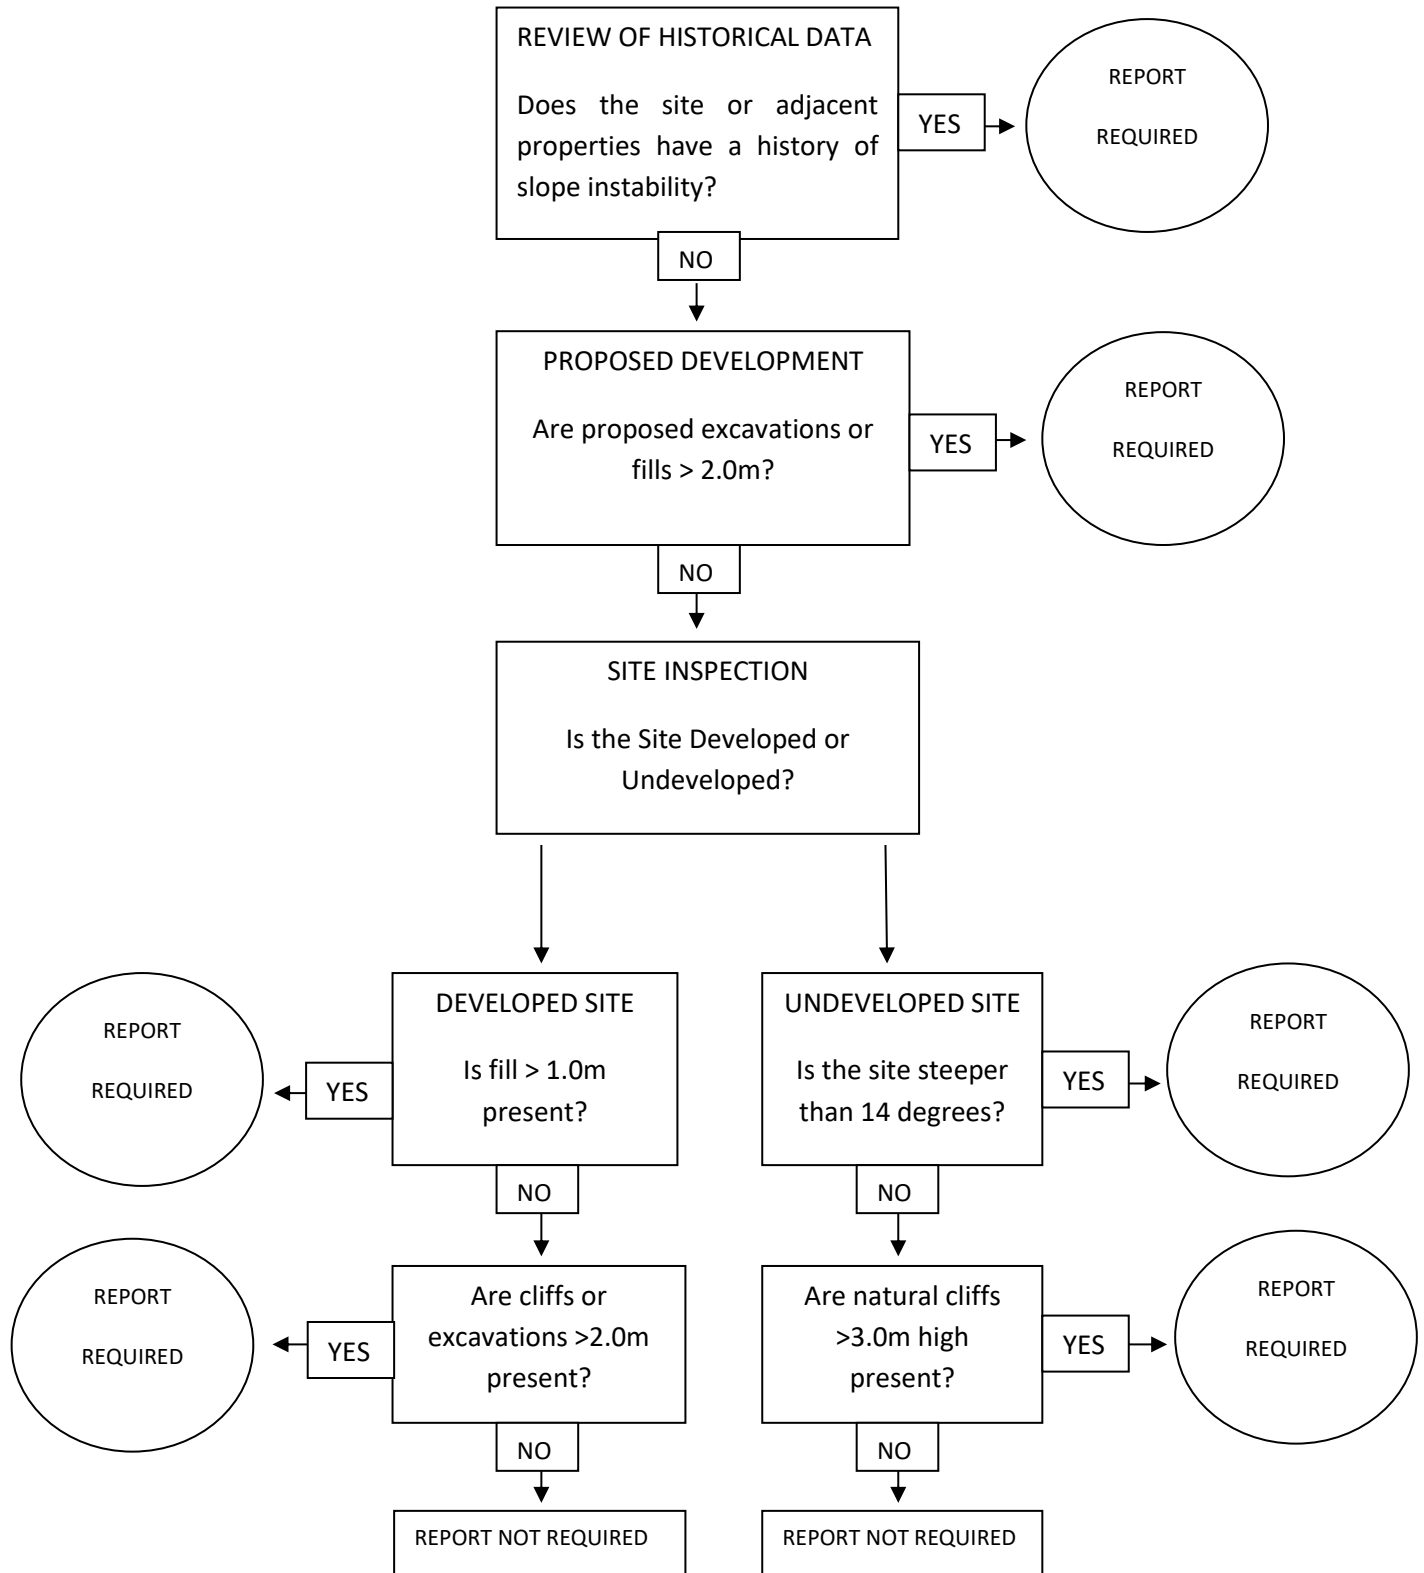 REVIEW OF HISTORICAL DATA
Does the site or adjacent
properties have a history of
slope instability?
YES
REPORT
REQUIRED
NO
PROPOSED DEVELOPMENT
Are proposed excavations or
fills > 2.0m?
YES
REPORT
REQUIRED
NO
SITE INSPECTION
Is the Site Developed or
Undeveloped?
DEVELOPED SITE
Is fill > 1.0m
present?
YES
REPORT
REQUIRED
NO
Are cliffs or
excavations >2.0m
present?
YES
REPORT
REQUIRED
NO
REPORT NOT REQUIRED
UNDEVELOPED SITE
Is the site steeper
than 14 degrees?
YES
REPORT
REQUIRED
NO
Are natural cliffs
>3.0m high
present?
YES
REPORT
REQUIRED
NO
REPORT NOT REQUIRED